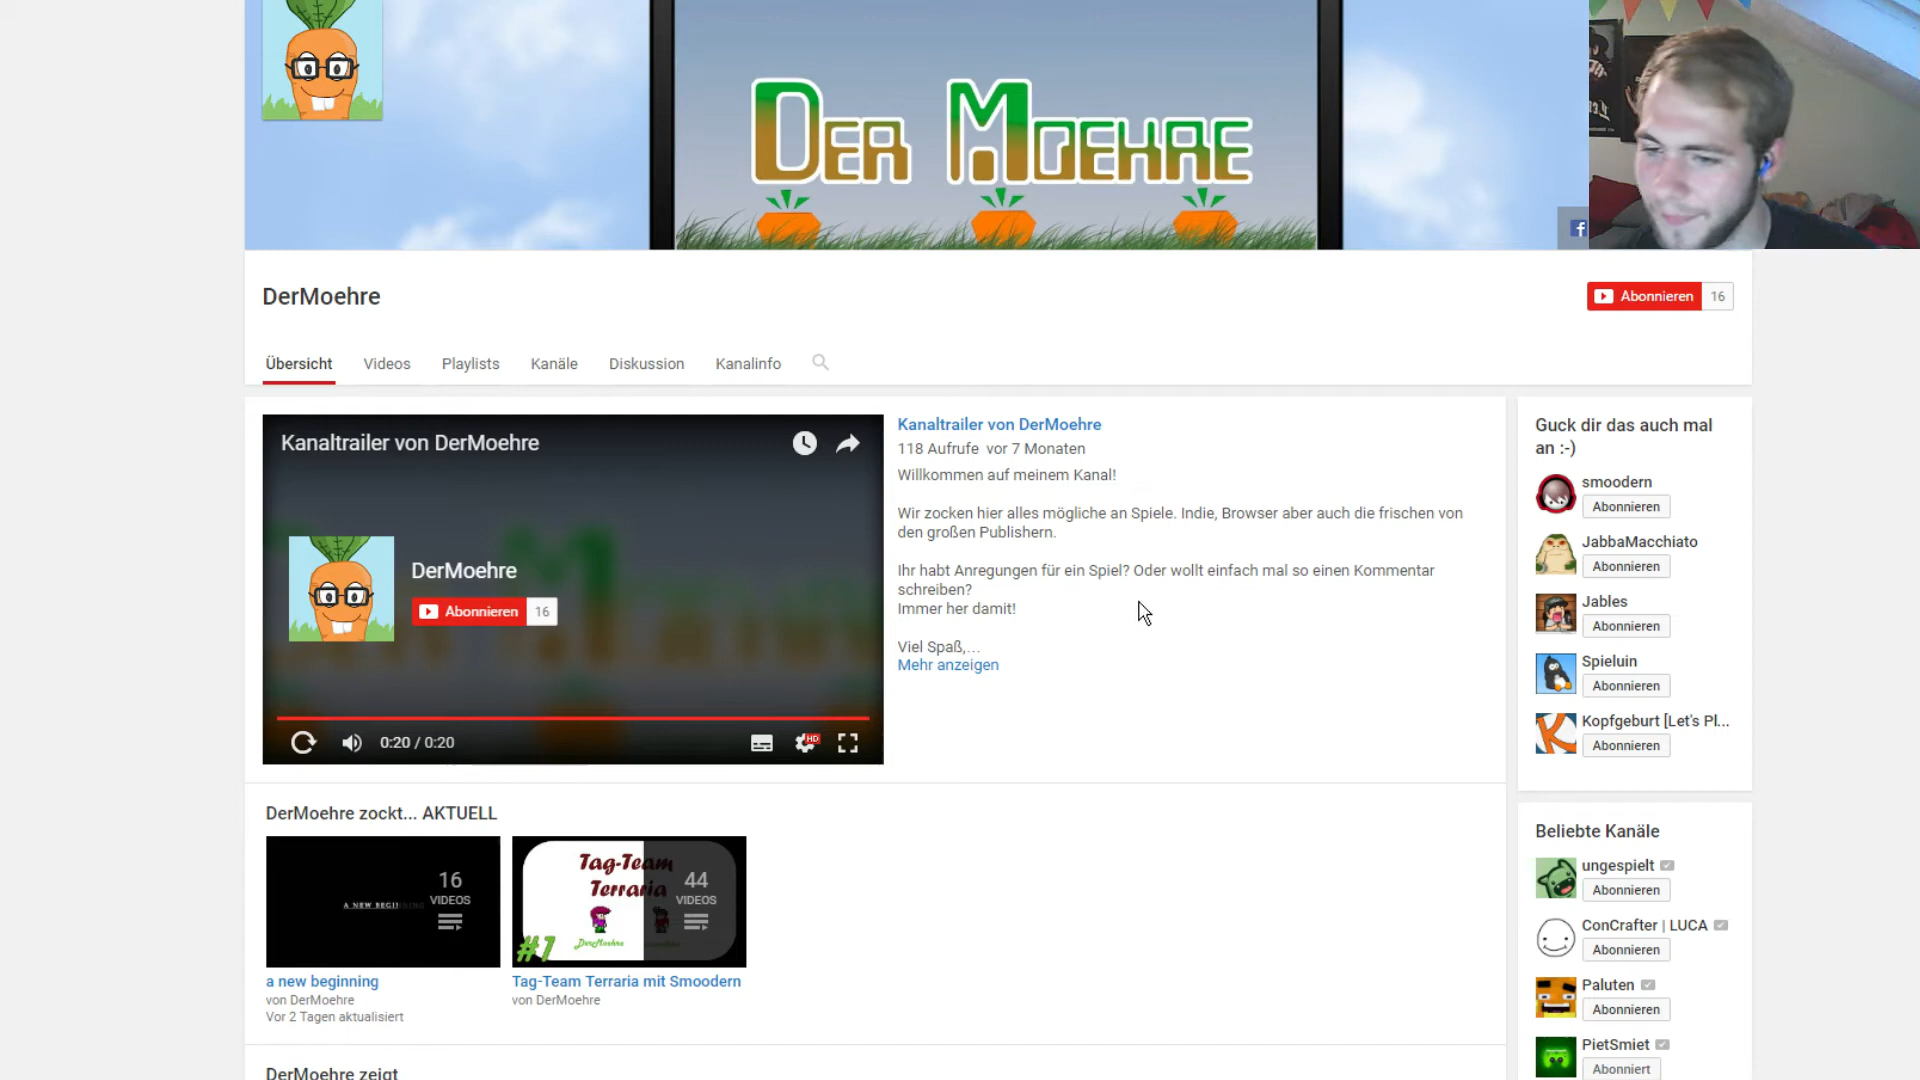 DER MOEHRE
DerMoehre
Abonnieren 16
Übersicht Videos Playlists Kanäle Diskussion Kanalinfo
Kanaltrailer von DerMoehre
DerMoehre
Abonnieren 16
0:20 / 0:20
HD
Kanaltrailer von DerMoehre
118 Aufrufe vor 7 Monaten
Willkommen auf meinem Kanal!
Wir zocken hier alles mögliche an Spiele. Indie, Browser aber auch die frischen von
den großen Publishern.
Ihr habt Anregungen für ein Spiel? Oder wollt einfach mal so einen Kommentar
schreiben?
Immer her damit!
Viel Spaß,...
Mehr anzeigen
DerMoehre zockt... AKTUELL
A NEW BEGINNING
16
VIDEOS
a new beginning
von DerMoehre
Vor 2 Tagen aktualisiert
Tag-Team
Terraria
#1
DerMoehre
44
VIDEOS
Tag-Team Terraria mit Smoodern
von DerMoehre
DerMoehre zeigt
Guck dir das auch mal
an :-)
smoodern
Abonnieren
JabbaMacchiato
Abonnieren
Jables
Abonnieren
Spieluin
Abonnieren
Kopfgeburt [Let's Pl...
Abonnieren
Beliebte Kanäle
ungespielt
Abonnieren
ConCrafter | LUCA
Abonnieren
Paluten
Abonnieren
PietSmiet
Abonniert